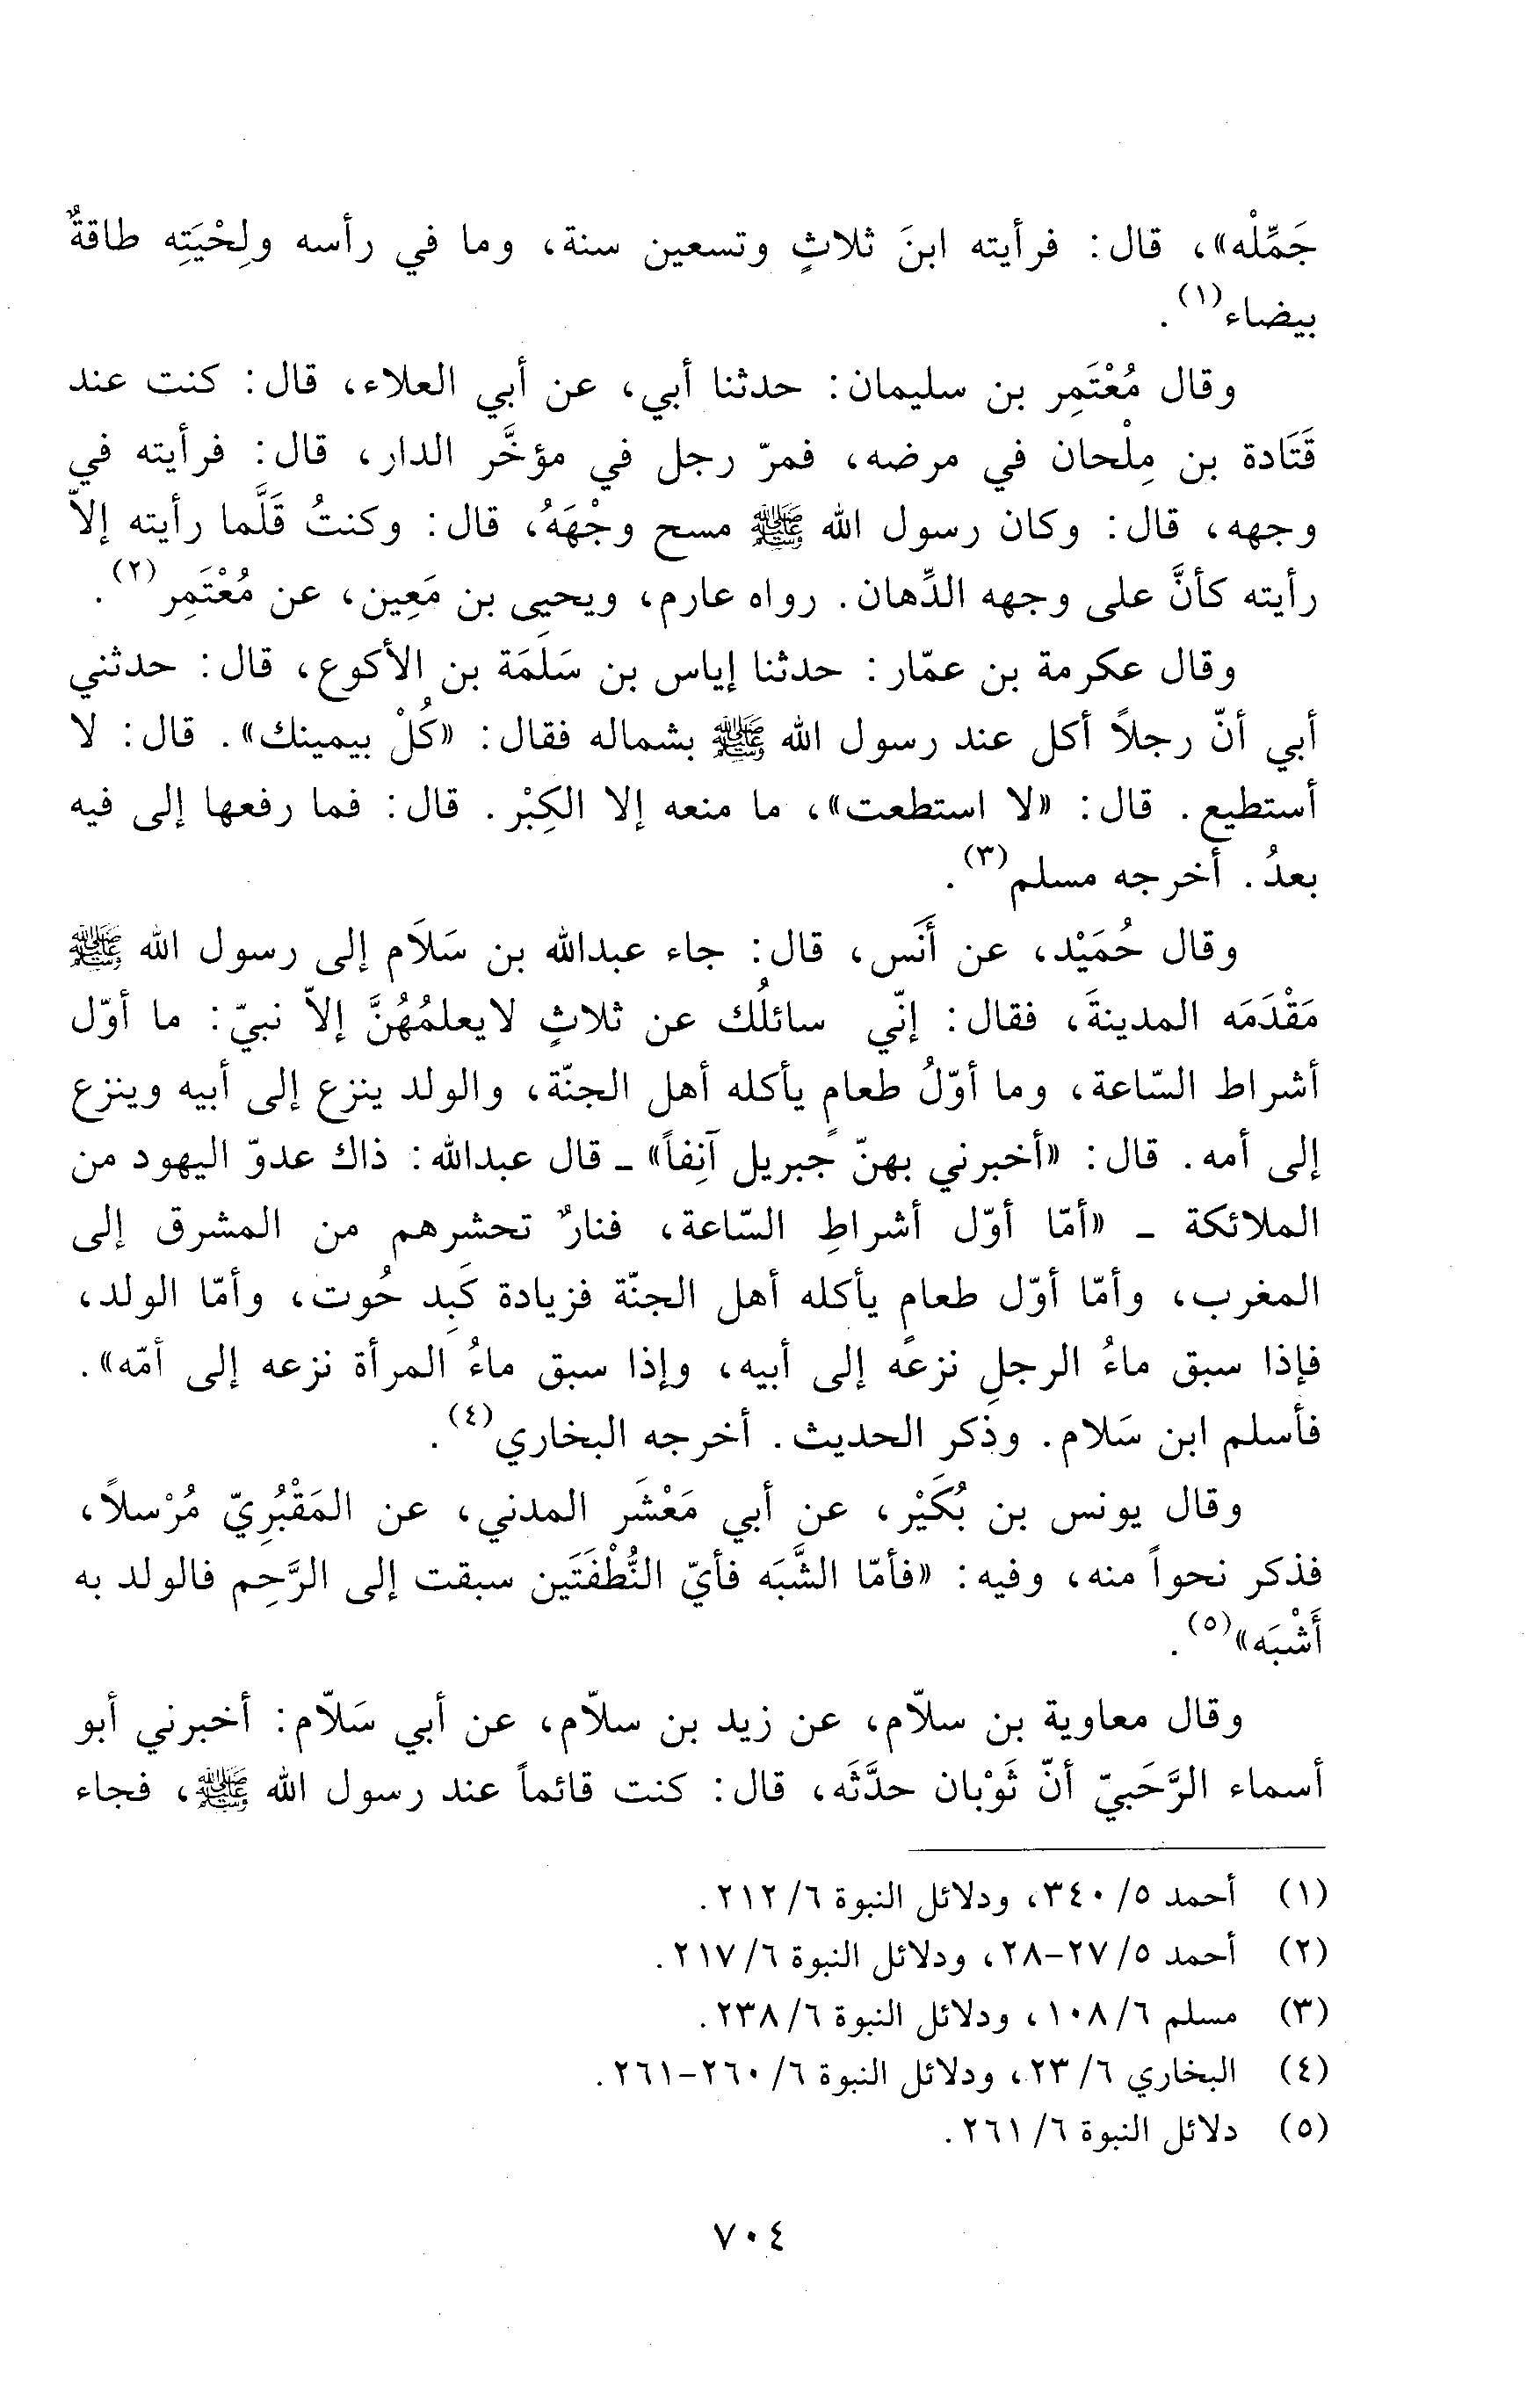 جَمِّلْه»، قال: فرأيته ابنَ ثلاثٍ وتسعين سنة، وما في رأسه ولِحْيَتِه طاقةٌ
بيضاء(١).
وقال مُعْتَمِر بن سليمان: حدثنا أبي، عن أبي العلاء، قال: كنت عند
قَتَادة بن مِلْحان في مرضه، فمرّ رجل في مؤخَّر الدار، قال: فرأيته في
وجهه، قال: وكان رسول الله ﷺ مسح وجْهَهُ، قال: وكنتُ قَلَّما رأيته إلاّ
رأيته كأنَّ على وجهه الدِّهان. رواه عارم، ويحيى بن مَعِين، عن مُعْتَمِر(٢).
وقال عكرمة بن عمّار: حدثنا إياس بن سَلَمَة بن الأكوع، قال: حدثني
أبي أنّ رجلاً أكل عند رسول الله ﷺ بشماله فقال: «كُلْ بيمينك». قال: لا
أستطيع. قال: «لا استطعت»، ما منعه إلا الكِبْر. قال: فما رفعها إلى فيه
بعدُ. أخرجه مسلم(٣).
وقال حُمَيْد، عن أَنَس، قال: جاء عبدالله بن سَلاَم إلى رسول الله ﷺ
مَقْدَمَه المدينةَ، فقال: إنّي سائلُك عن ثلاثٍ لايعلمُهُنَّ إلاّ نبيّ: ما أوّل
أشراط السّاعة، وما أوّلُ طعامٍ يأكله أهل الجنّة، والولد ينزع إلى أبيه وينزع
إلى أمه. قال: «أخبرني بهنّ جبريل آنِفاً» ـ قال عبدالله: ذاك عدوّ اليهود من
الملائكة ـ «أمّا أوّل أشراطِ السّاعة، فنارٌ تحشرهم من المشرق إلى
المغرب، وأمّا أوّل طعامٍ يأكله أهل الجنّة فزيادة كَبِد حُوت، وأمّا الولد،
فإذا سبق ماءُ الرجلِ نزعه إلى أبيه، وإذا سبق ماءُ المرأة نزعه إلى أمّه».
فأسلم ابن سَلام. وذكر الحديث. أخرجه البخاري(٤).
وقال يونس بن بُكَيْر، عن أبي مَعْشَر المدني، عن المَقْبُرِيّ مُرْسلاً،
فذكر نحواً منه، وفيه: «فأمّا الشَّبَه فأيّ النُّطْفَتَين سبقت إلى الرَّحِم فالولد به
أَشْبَه»(٥).
وقال معاوية بن سلاّم، عن زيد بن سلاّم، عن أبي سَلاّم: أخبرني أبو
أسماء الرَّحَبيّ أنّ ثَوْبان حدَّثَه، قال: كنت قائماً عند رسول الله ﷺ، فجاء
(١) أحمد ٥/ ٣٤٠، ودلائل النبوة ٦/ ٢١٢.
(٢) أحمد ٥/ ٢٧-٢٨، ودلائل النبوة ٦/ ٢١٧.
(٣) مسلم ٦/ ١٠٨، ودلائل النبوة ٦/ ٢٣٨.
(٤) البخاري ٦/ ٢٣، ودلائل النبوة ٦/ ٢٦٠-٢٦١.
(٥) دلائل النبوة ٦/ ٢٦١.
٧٠٤